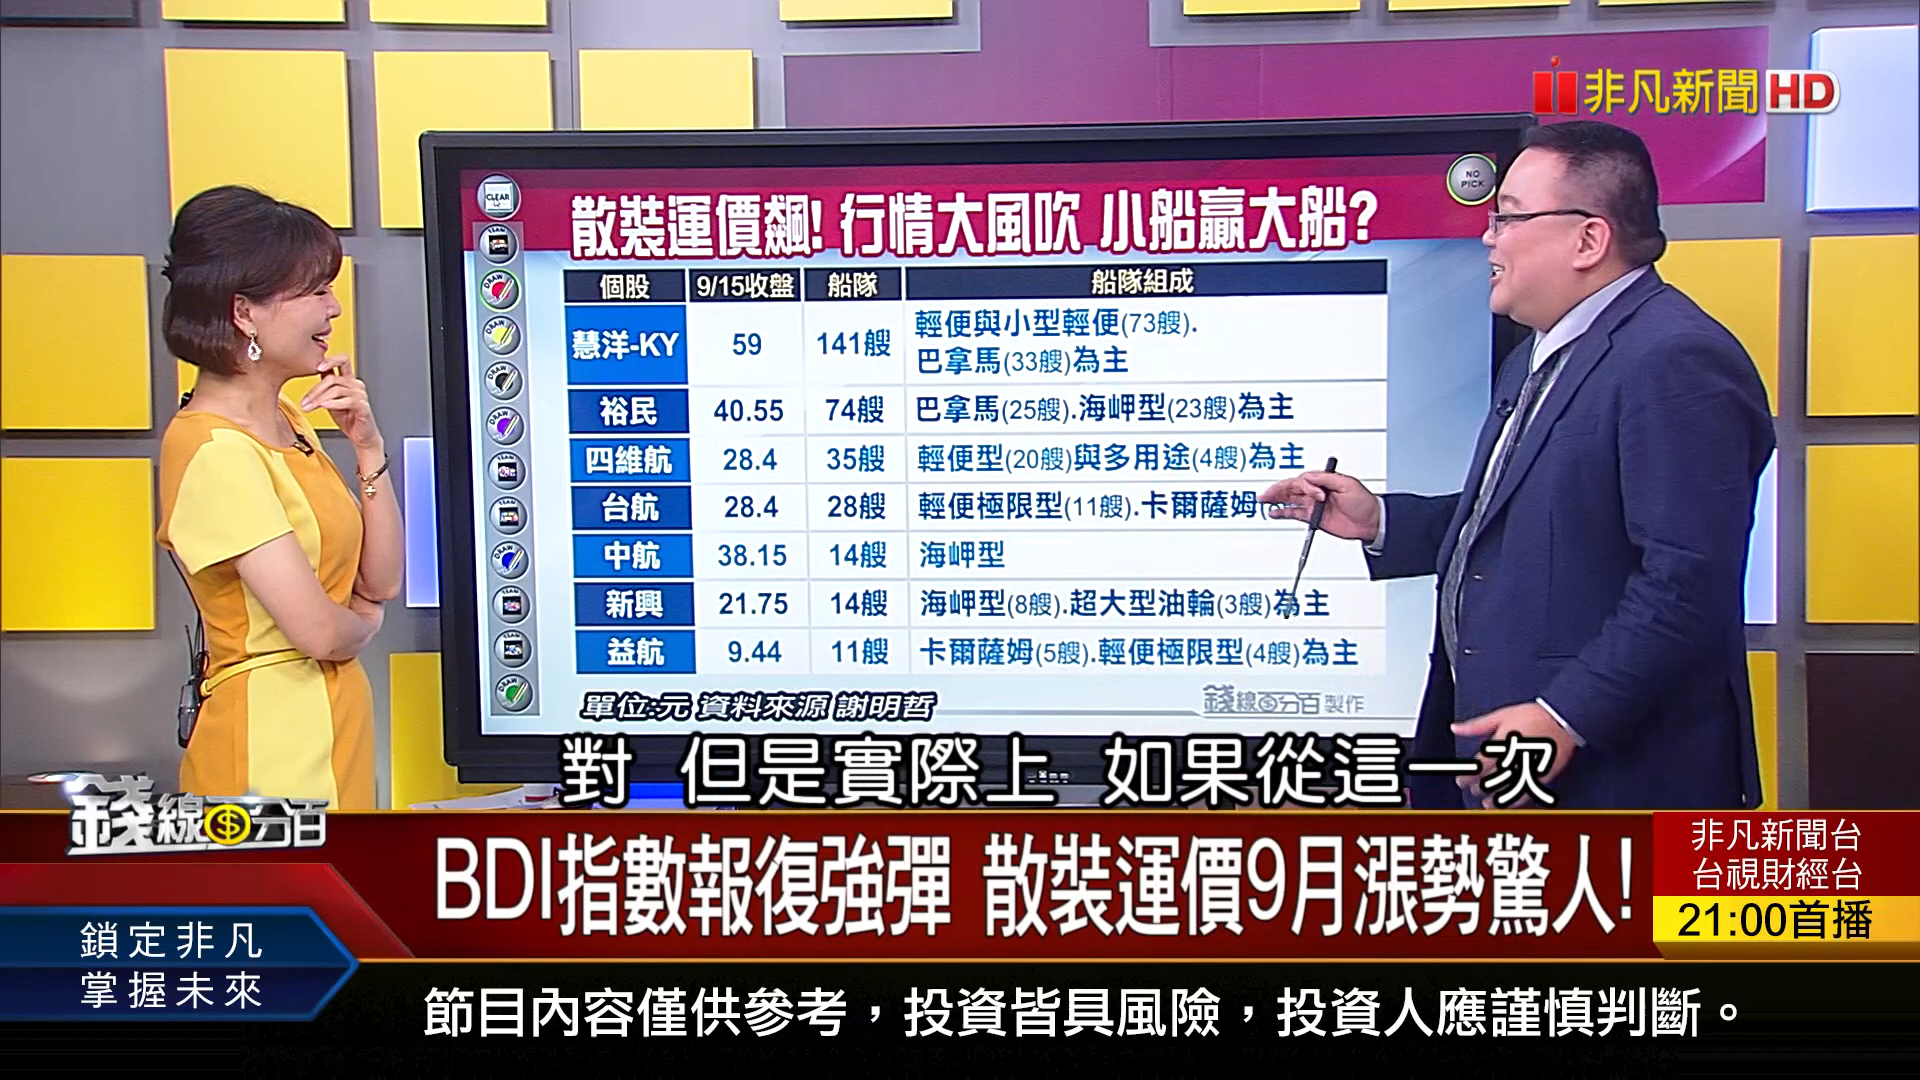 非凡新聞HD
CLEAR
NO PICK
散裝運價飆! 行情大風吹 小船贏大船?
個股 9/15收盤 船隊 船隊組成
慧洋-KY 59 141艘 輕便與小型輕便(73艘).
巴拿馬(33艘)為主
裕民 40.55 74艘 巴拿馬(25艘).海岬型(23艘)為主
四維航 28.4 35艘 輕便型(20艘)與多用途(4艘)為主
台航 28.4 28艘 輕便極限型(11艘).卡爾薩姆(
中航 38.15 14艘 海岬型
新興 21.75 14艘 海岬型(8艘).超大型油輪(3艘)為主
益航 9.44 11艘 卡爾薩姆(5艘).輕便極限型(4艘)為主
TEAM
DRAW
DRAW
DRAW
DRAW
TEAM
TEAM
DRAW
TEAM
TEAM
DRAW
單位:元 資料來源 謝明哲
錢線百分百 製作
對 但是實際上 如果從這一次
錢線百分百
BDI指數報復強彈 散裝運價9月漲勢驚人!
非凡新聞台
台視財經台
21:00首播
鎖定非凡
掌握未來
節目內容僅供參考，投資皆具風險，投資人應謹慎判斷。